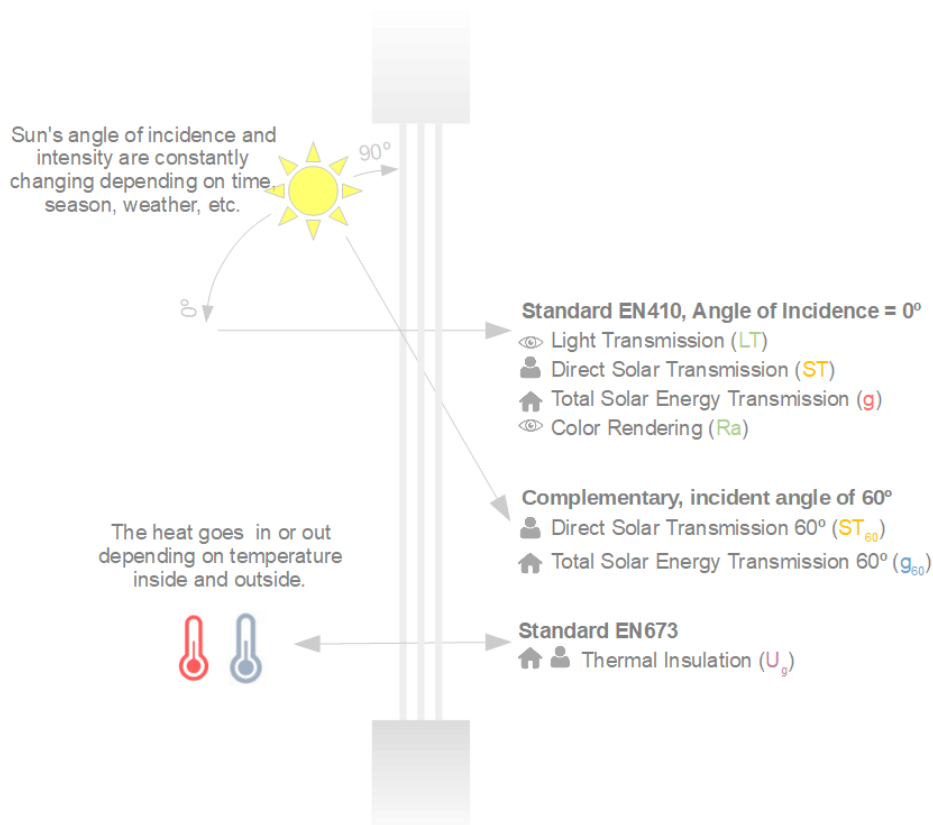 Sun's angle of incidence and
intensity are constantly
changing depending on time,
season, weather, etc.
90º
0º
Standard EN410, Angle of Incidence = 0º
Light Transmission (LT)
Direct Solar Transmission (ST)
Total Solar Energy Transmission (g)
Color Rendering (Ra)
Complementary, incident angle of 60º
Direct Solar Transmission 60º (ST60)
Total Solar Energy Transmission 60º (g60)
The heat goes in or out
depending on temperature
inside and outside.
Standard EN673
Thermal Insulation (Ug)